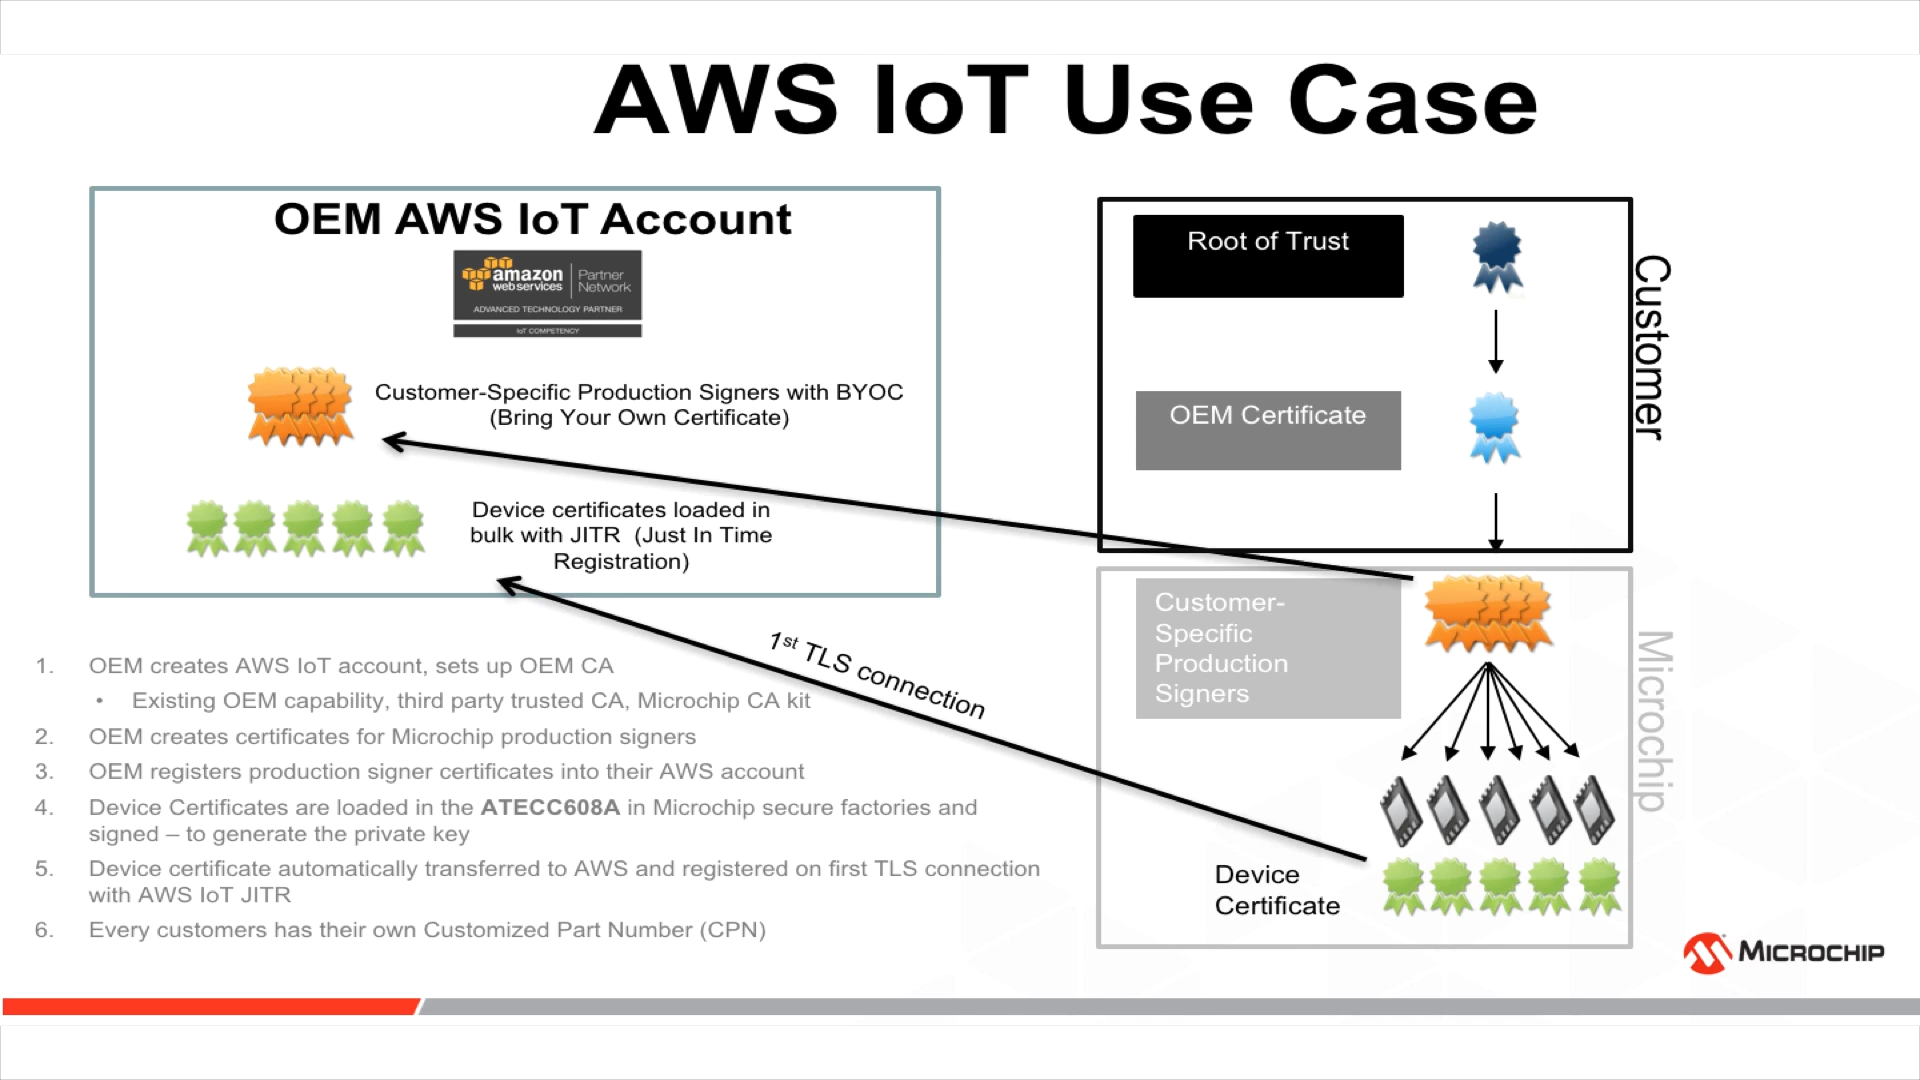 AWS IoT Use Case
OEM AWS IoT Account
amazon
webservices
Partner
Network
ADVANCED TECHNOLOGY PARTNER
IoT COMPETENCY
Customer-Specific Production Signers with BYOC
(Bring Your Own Certificate)
Device certificates loaded in
bulk with JITR (Just In Time
Registration)
1st TLS connection
Root of Trust
OEM Certificate
Customer
Customer-
Specific
Production
Signers
Microchip
Device
Certificate
1. OEM creates AWS IoT account, sets up OEM CA
• Existing OEM capability, third party trusted CA, Microchip CA kit
2. OEM creates certificates for Microchip production signers
3. OEM registers production signer certificates into their AWS account
4. Device Certificates are loaded in the ATECC608A in Microchip secure factories and
signed – to generate the private key
5. Device certificate automatically transferred to AWS and registered on first TLS connection
with AWS IoT JITR
6. Every customers has their own Customized Part Number (CPN)
MICROCHIP